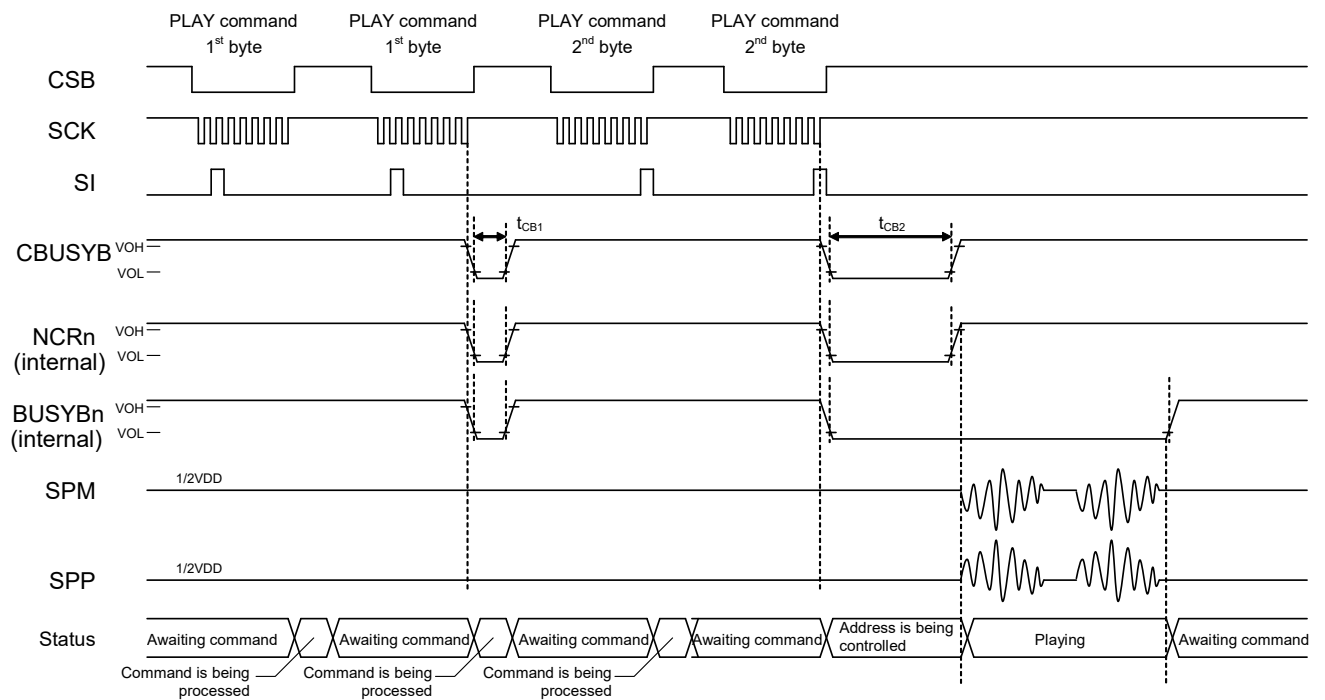 PLAY command PLAY command PLAY command PLAY command
1st byte 1st byte 2nd byte 2nd byte
CSB
SCK
SI
tCB1 tCB2
CBUSYB VOH
VOL
NCRn VOH
(internal) VOL
BUSYBn VOH
(internal) VOL
1/2VDD
SPM
1/2VDD
SPP
Status Awaiting command Awaiting command Awaiting command Awaiting command Address is being controlled Playing Awaiting command
Command is being Command is being Command is being
processed processed processed